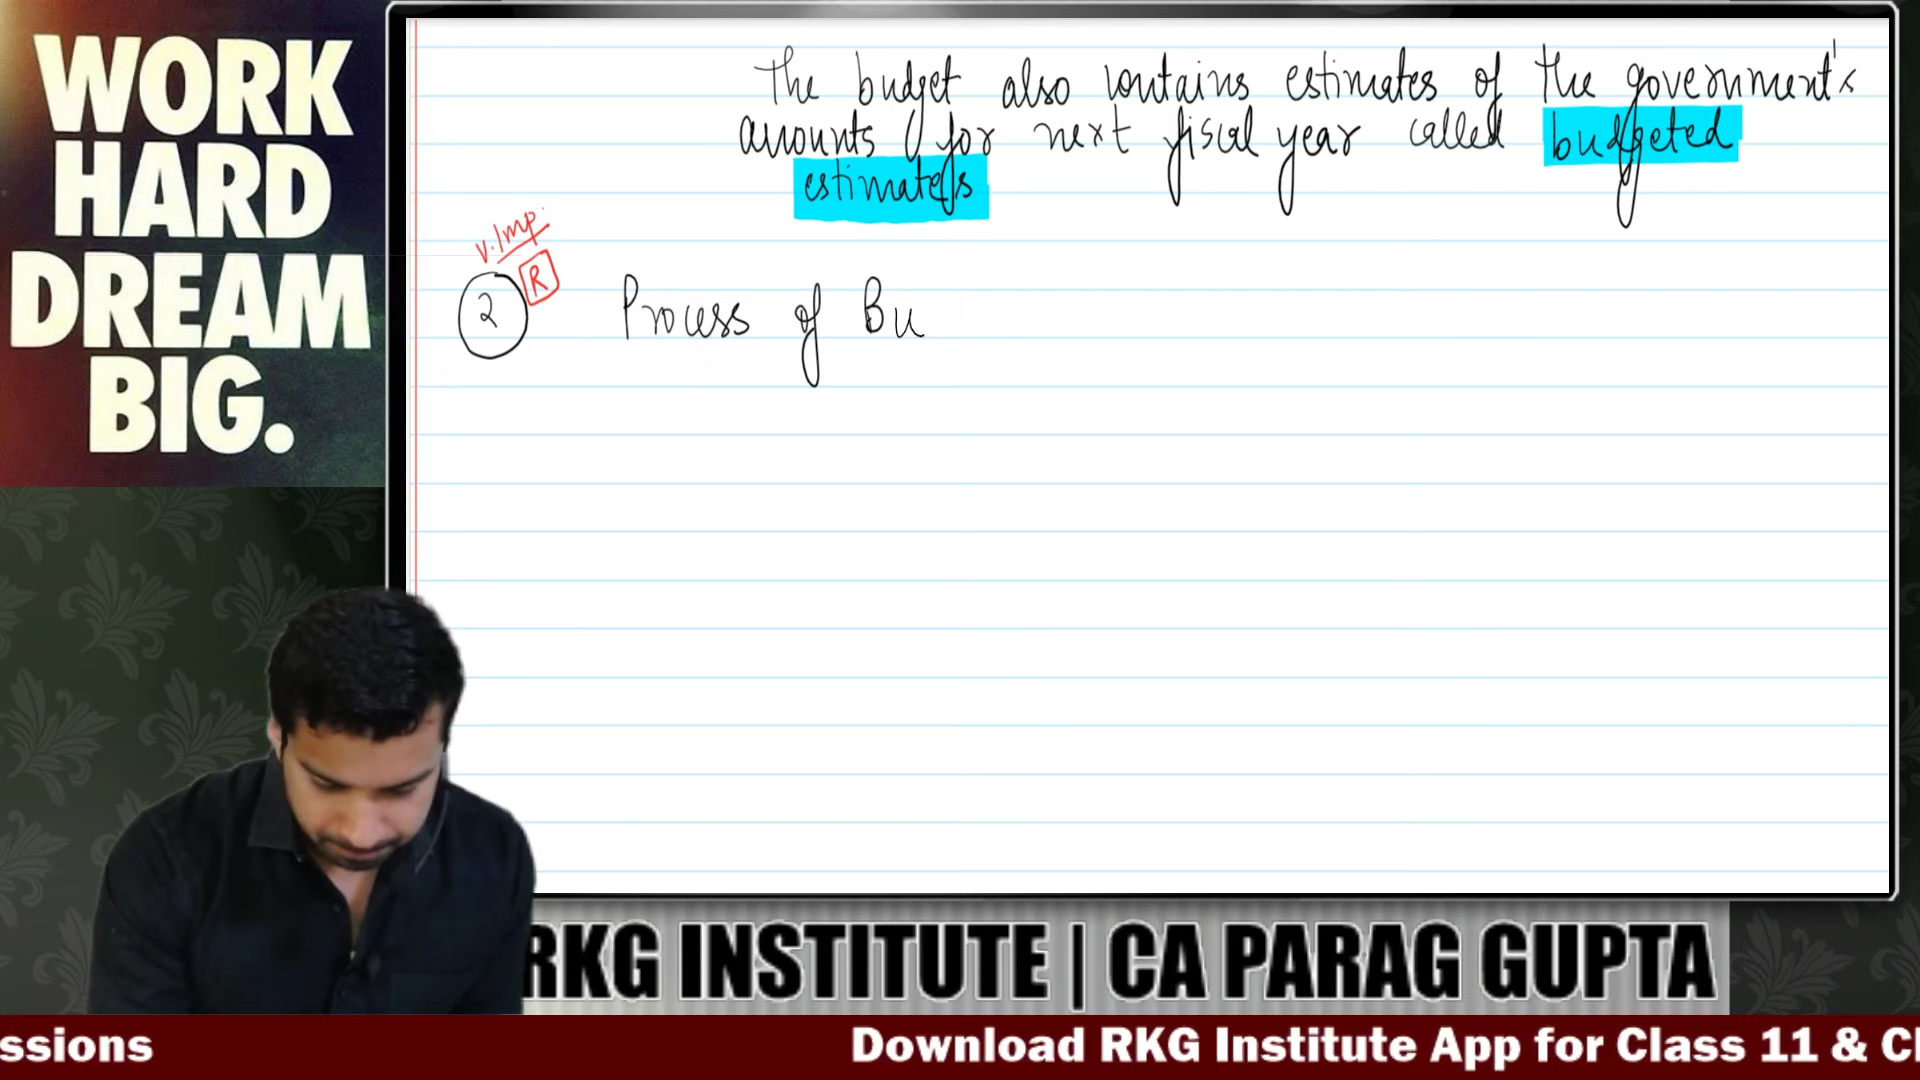 WORK
HARD
DREAM
BIG.
The budget also contains estimates of the government's
amounts for next fiscal year called budgeted
estimates
V. Imp.
R
2 Process of Bu
RKG INSTITUTE | CA PARAG GUPTA
ssions Download RKG Institute App for Class 11 & Cl